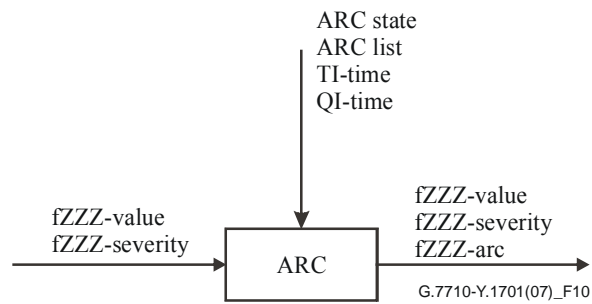 ARC state
ARC list
TI-time
QI-time
fZZZ-value
fZZZ-severity
ARC
fZZZ-value
fZZZ-severity
fZZZ-arc
G.7710-Y.1701(07)_F10